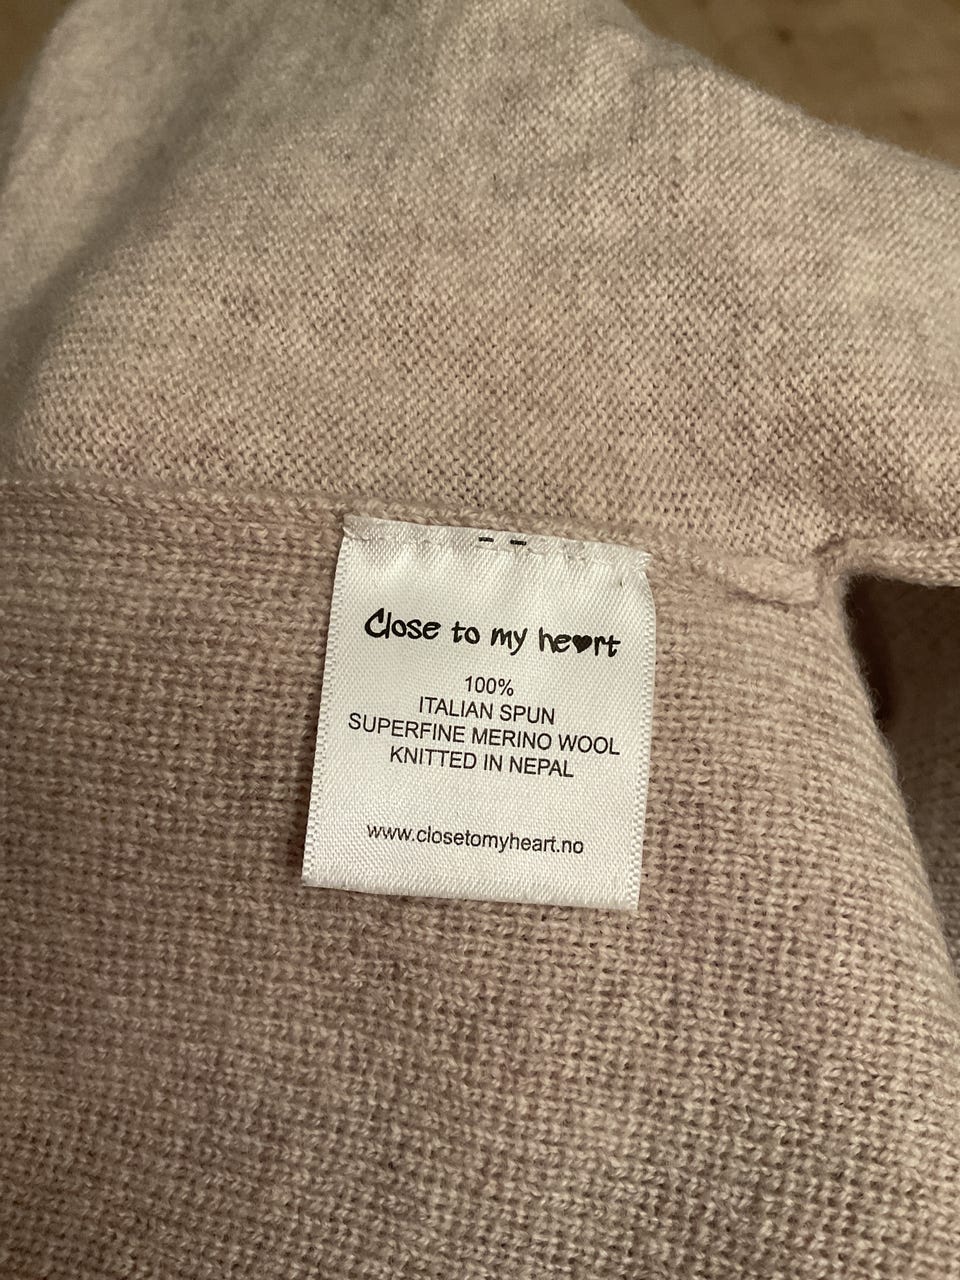 Close to my he♥rt
100%
ITALIAN SPUN
SUPERFINE MERINO WOOL
KNITTED IN NEPAL
www.closetomyheart.no